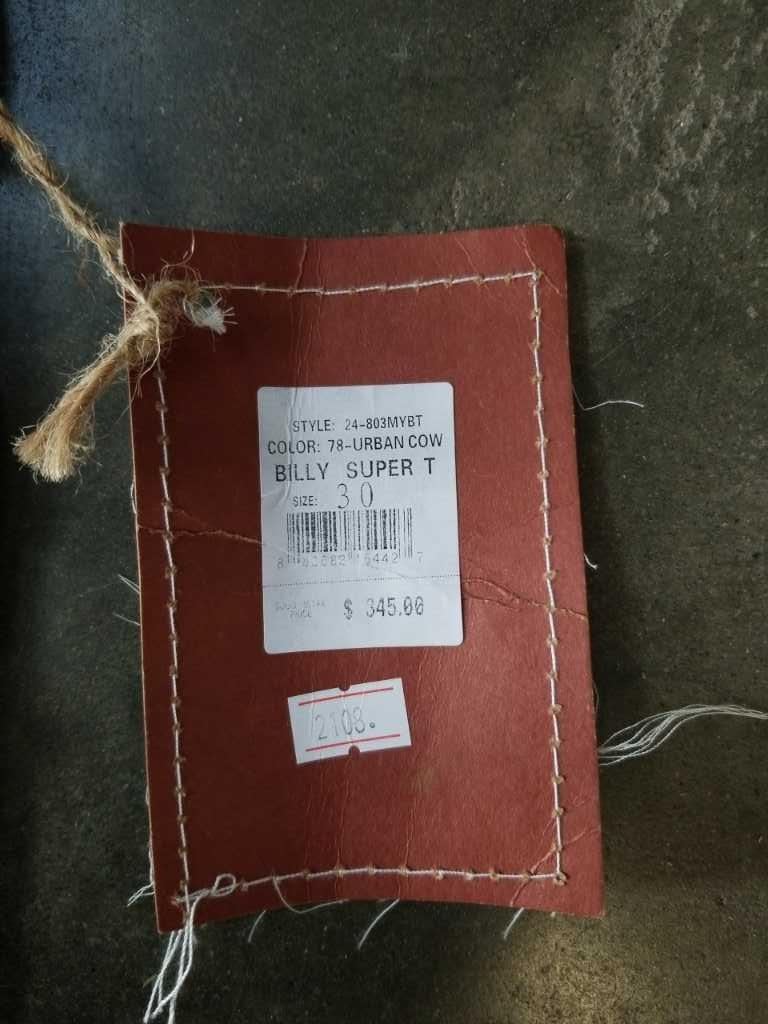 STYLE: 24-803MYBT
COLOR: 78-URBAN COW
BILLY SUPER T
SIZE: 30
$ 345.00
2108.